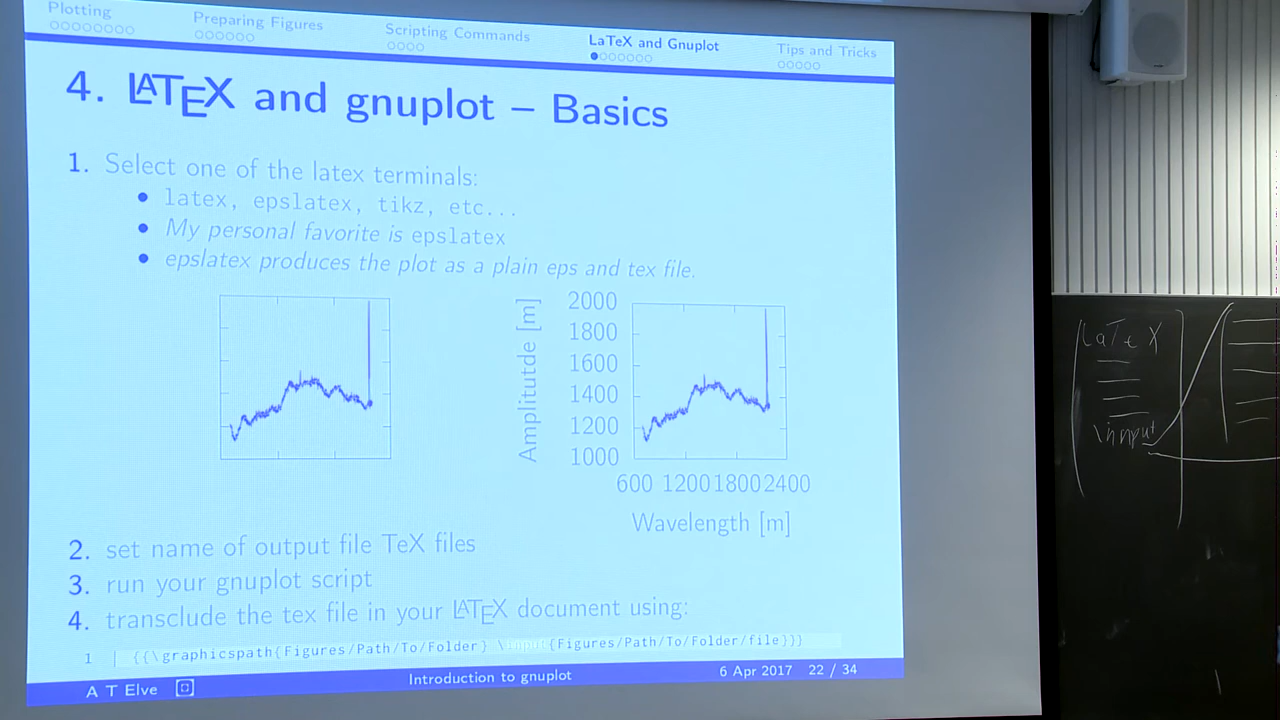 Plotting
Preparing Figures
Scripting Commands
LaTeX and Gnuplot
Tips and Tricks
4. LATEX and gnuplot – Basics
1. Select one of the latex terminals:
• latex, epslatex, tikz, etc...
• My personal favorite is epslatex
• epslatex produces the plot as a plain eps and tex file.
Amplitutde [m]
2000
1800
1600
1400
1200
1000
600 1200 1800 2400
Wavelength [m]
2. set name of output file TeX files
3. run your gnuplot script
4. transclude the tex file in your LATEX document using:
1 {{\graphicspath{Figures/Path/To/Folder} \input{Figures/Path/To/Folder/file}}}
A T Elve
Introduction to gnuplot
6 Apr 2017 22 / 34
LaTeX
\input